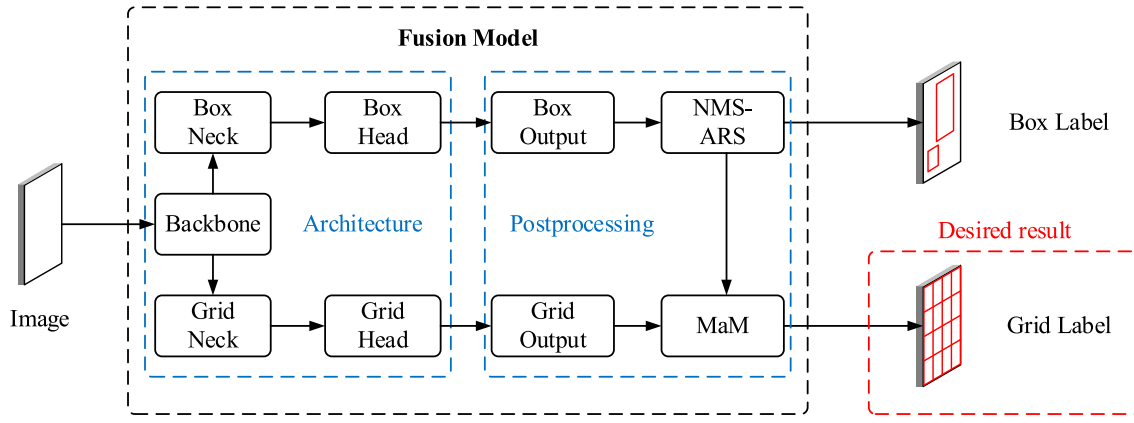 Fusion Model
Box
Neck
Box
Head
Box
Output
NMS-
ARS
Box Label
Backbone
Architecture
Postprocessing
Desired result
Image
Grid
Neck
Grid
Head
Grid
Output
MaM
Grid Label